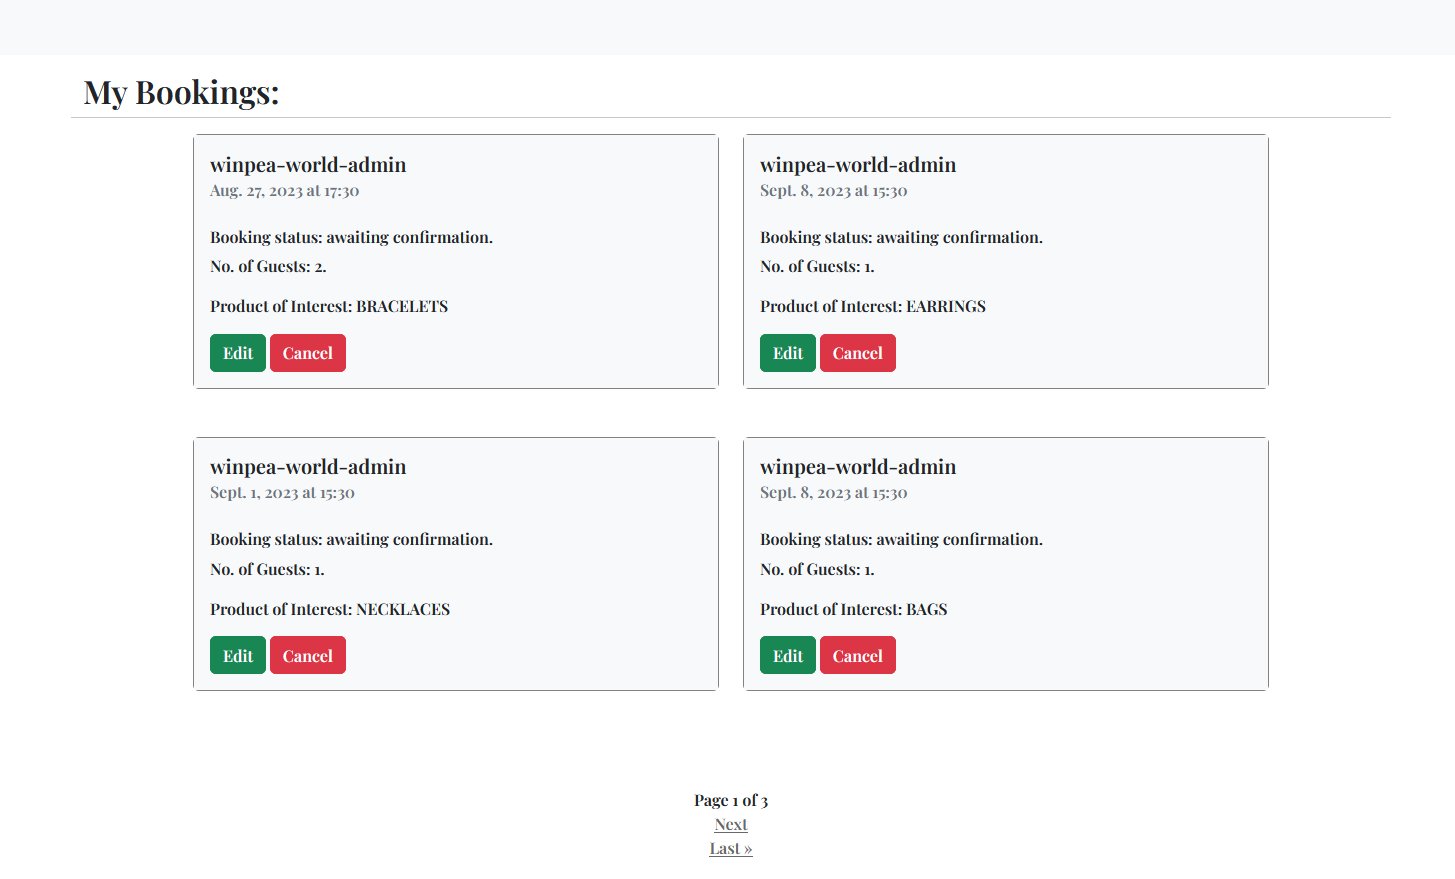 My Bookings:
winpea-world-admin
Aug. 27, 2023 at 17:30
Booking status: awaiting confirmation.
No. of Guests: 2.
Product of Interest: BRACELETS
Edit Cancel
winpea-world-admin
Sept. 8, 2023 at 15:30
Booking status: awaiting confirmation.
No. of Guests: 1.
Product of Interest: EARRINGS
Edit Cancel
winpea-world-admin
Sept. 1, 2023 at 15:30
Booking status: awaiting confirmation.
No. of Guests: 1.
Product of Interest: NECKLACES
Edit Cancel
winpea-world-admin
Sept. 8, 2023 at 15:30
Booking status: awaiting confirmation.
No. of Guests: 1.
Product of Interest: BAGS
Edit Cancel
Page 1 of 3
Next
Last »